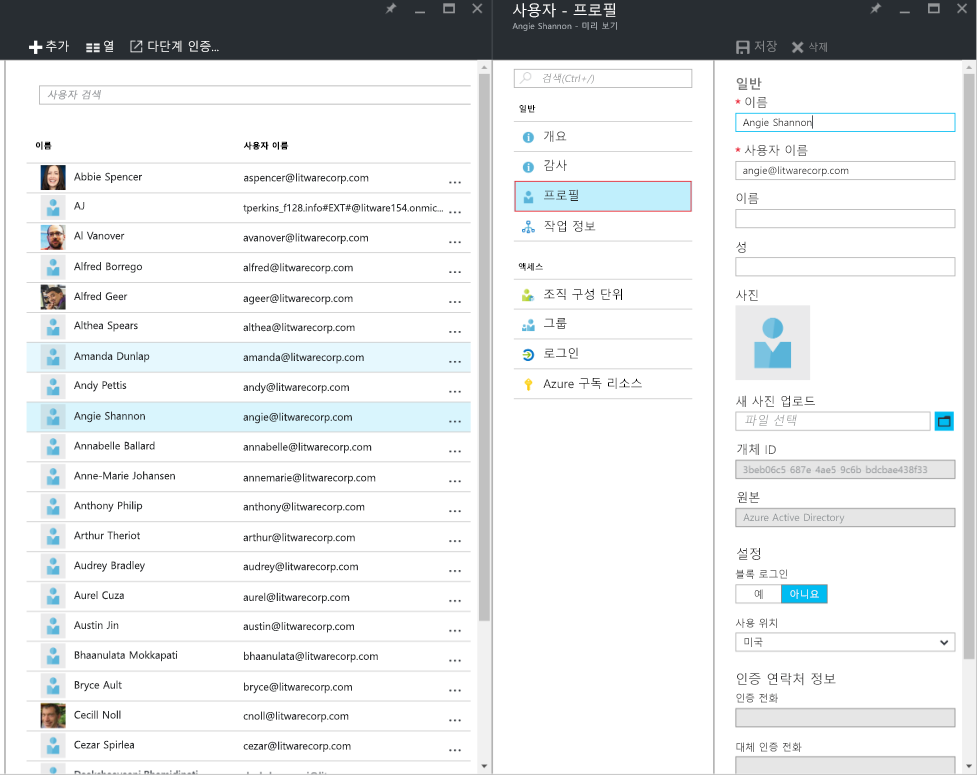 추가
열
다단계 인증...
사용자 검색
이름 사용자 이름
Abbie Spencer aspencer@litwarecorp.com ...
AJ tperkins_f128.info#EXT#@litware154.onmic... ...
Al Vanover avanover@litwarecorp.com ...
Alfred Borrego alfred@litwarecorp.com ...
Alfred Geer ageer@litwarecorp.com ...
Althea Spears althea@litwarecorp.com ...
Amanda Dunlap amanda@litwarecorp.com ...
Andy Pettis andy@litwarecorp.com ...
Angie Shannon angie@litwarecorp.com ...
Annabelle Ballard annabelle@litwarecorp.com ...
Anne-Marie Johansen annemarie@litwarecorp.com ...
Anthony Philip anthony@litwarecorp.com ...
Arthur Theriot arthur@litwarecorp.com ...
Audrey Bradley audrey@litwarecorp.com ...
Aurel Cuza aurel@litwarecorp.com ...
Austin Jin austin@litwarecorp.com ...
Bhaanulata Mokkapati bhaanulata@litwarecorp.com ...
Bryce Ault bryce@litwarecorp.com ...
Cecill Noll cnoll@litwarecorp.com ...
Cezar Spirlea cezar@litwarecorp.com ...
사용자 - 프로필
Angie Shannon - 미리 보기
저장 삭제
검색(Ctrl+/)
일반
개요
감사
프로필
작업 정보
액세스
조직 구성 단위
그룹
로그인
Azure 구독 리소스
일반
* 이름
Angie Shannon
* 사용자 이름
angie@litwarecorp.com
이름
성
사진
새 사진 업로드
파일 선택
개체 ID
3beb06c5 687e 4ae5 9c6b bdcbae438f33
원본
Azure Active Directory
설정
블록 로그인
예 아니요
사용 위치
미국
인증 연락처 정보
인증 전화
대체 인증 전화